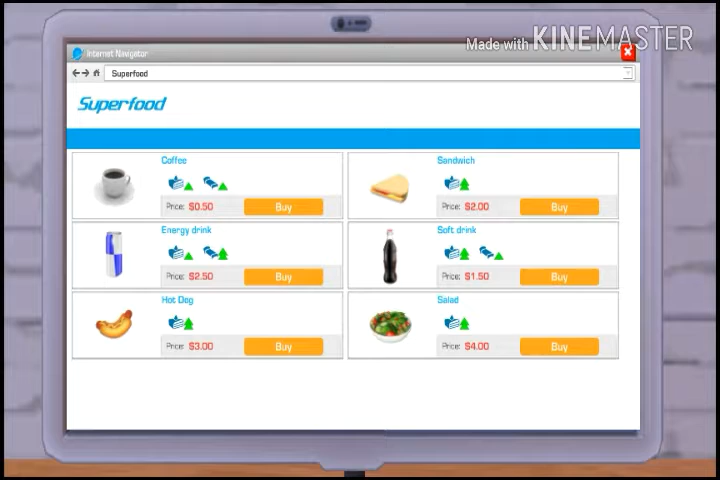 Made with KINEMASTER
Internet Navigator
Superfood
Superfood
Coffee
Price: $0.50 Buy
Sandwich
Price: $2.00 Buy
Energy drink
Price: $2.50 Buy
Soft drink
Price: $1.50 Buy
Hot Dog
Price: $3.00 Buy
Salad
Price: $4.00 Buy